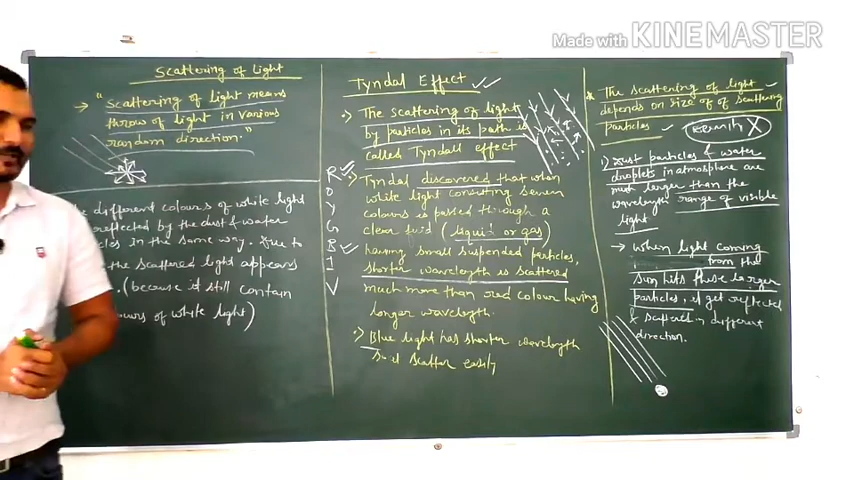 Made with KINEMASTER
Scattering of light
" Scattering of light means
throw of light in various
random direction."
different colours of white light
reflected by the dust & water
in the same way. Due to
the scattered light appears
(because it still contain
of white light)
R
O
Y
G
B
I
V
Tyndal Effect
The scattering of light
by particles in its path is
called Tyndall effect
Tyndal discovered that when
white light consisting seven
colours is passed through a
clear ( liquid or gas)
having small suspended particles,
shorter wavelength is scattered
much more than red colour having
longer wavelength.
Blue light has shorter wavelength
scatter easily
The scattering of light
depends on size of of scattering
particles
X
1) Dust particles & water
droplets in atmosphere are
much larger than the
wavelength range of visible
light
→ When light coming
from the
sun hits these larger
particles, it get reflected
& scattered in different
direction.